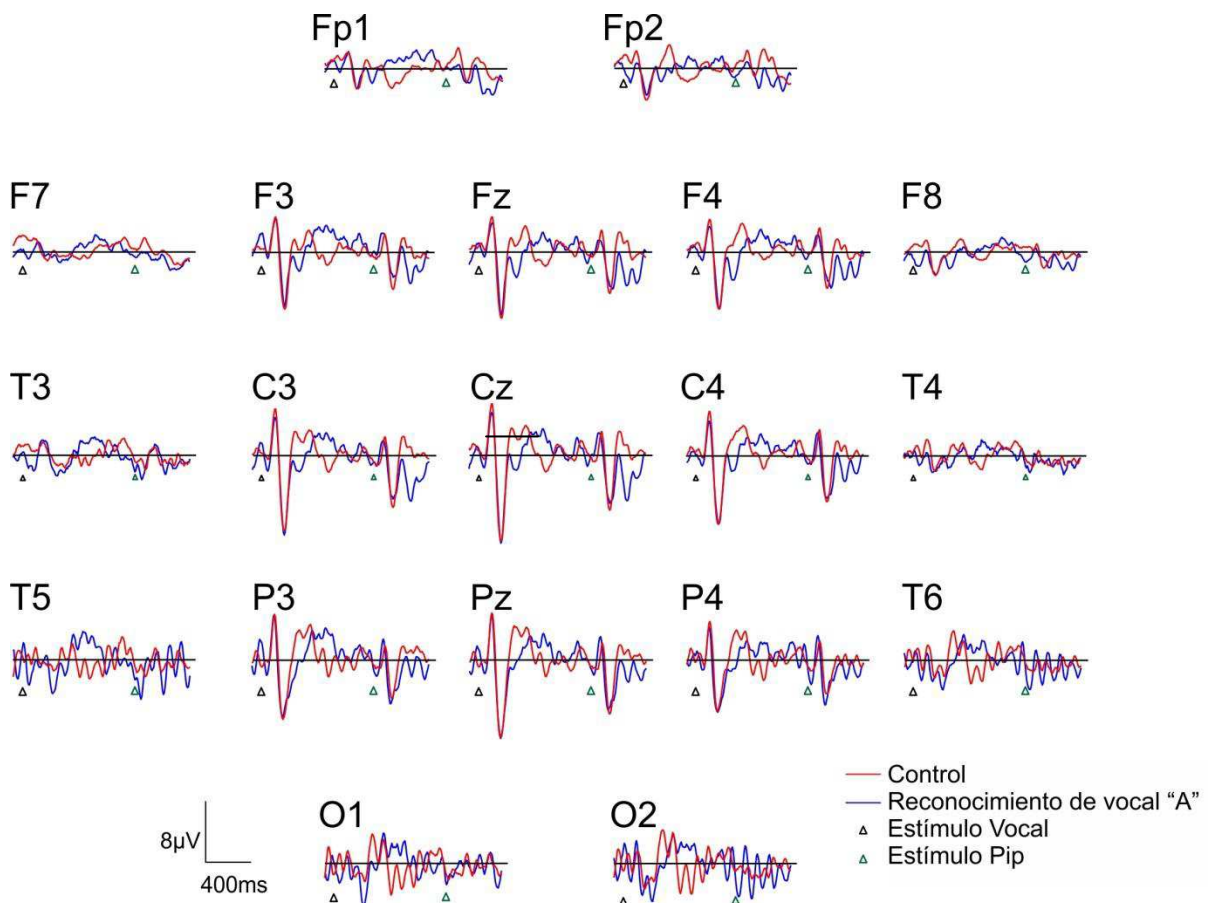 Fp1 Fp2
F7 F3 Fz F4 F8
T3 C3 Cz C4 T4
T5 P3 Pz P4 T6
O1 O2
8µV
400ms
Control
Reconocimiento de vocal “A”
Estímulo Vocal
Estímulo Pip